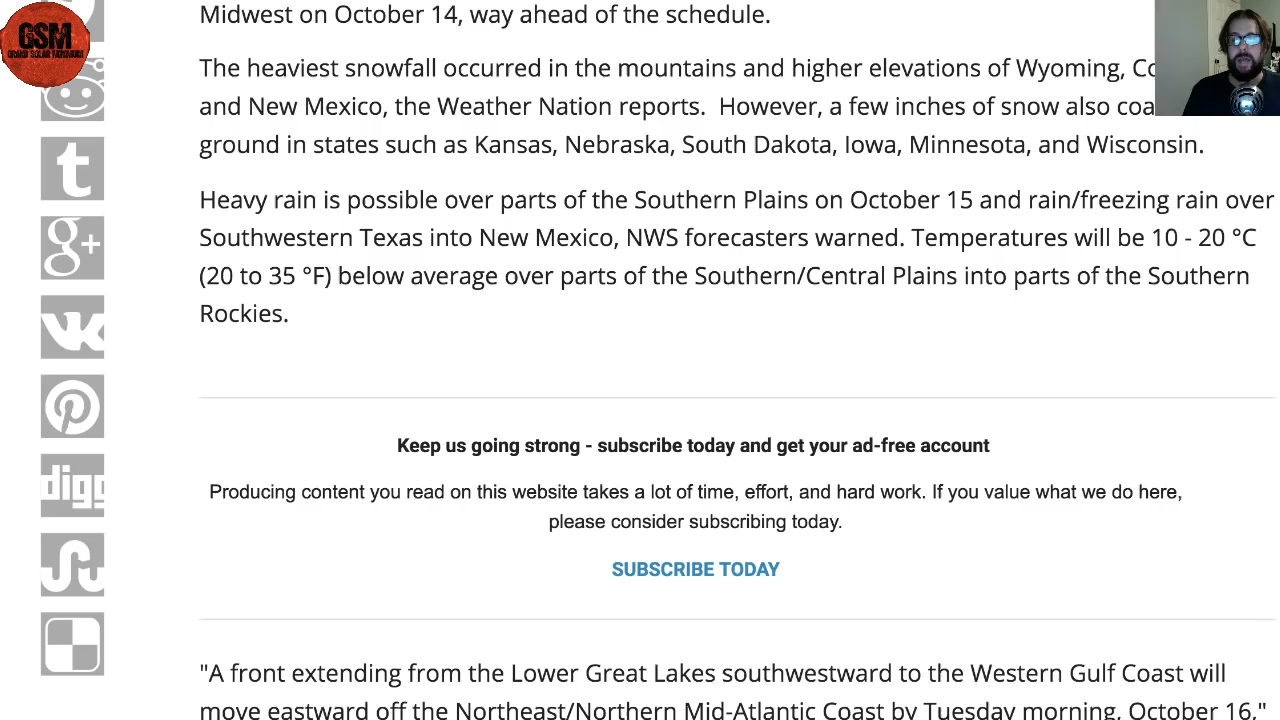 GSM
GRAND SOLAR MINIMUM
Midwest on October 14, way ahead of the schedule.
The heaviest snowfall occurred in the mountains and higher elevations of Wyoming,
and New Mexico, the Weather Nation reports. However, a few inches of snow also
ground in states such as Kansas, Nebraska, South Dakota, Iowa, Minnesota, and Wisconsin.
Heavy rain is possible over parts of the Southern Plains on October 15 and rain/freezing rain over
Southwestern Texas into New Mexico, NWS forecasters warned. Temperatures will be 10 - 20 °C
(20 to 35 °F) below average over parts of the Southern/Central Plains into parts of the Southern
Rockies.
Keep us going strong - subscribe today and get your ad-free account
Producing content you read on this website takes a lot of time, effort, and hard work. If you value what we do here,
please consider subscribing today.
SUBSCRIBE TODAY
"A front extending from the Lower Great Lakes southwestward to the Western Gulf Coast will
move eastward off the Northeast/Northern Mid-Atlantic Coast by Tuesday morning, October 16,"
t
g+
digg